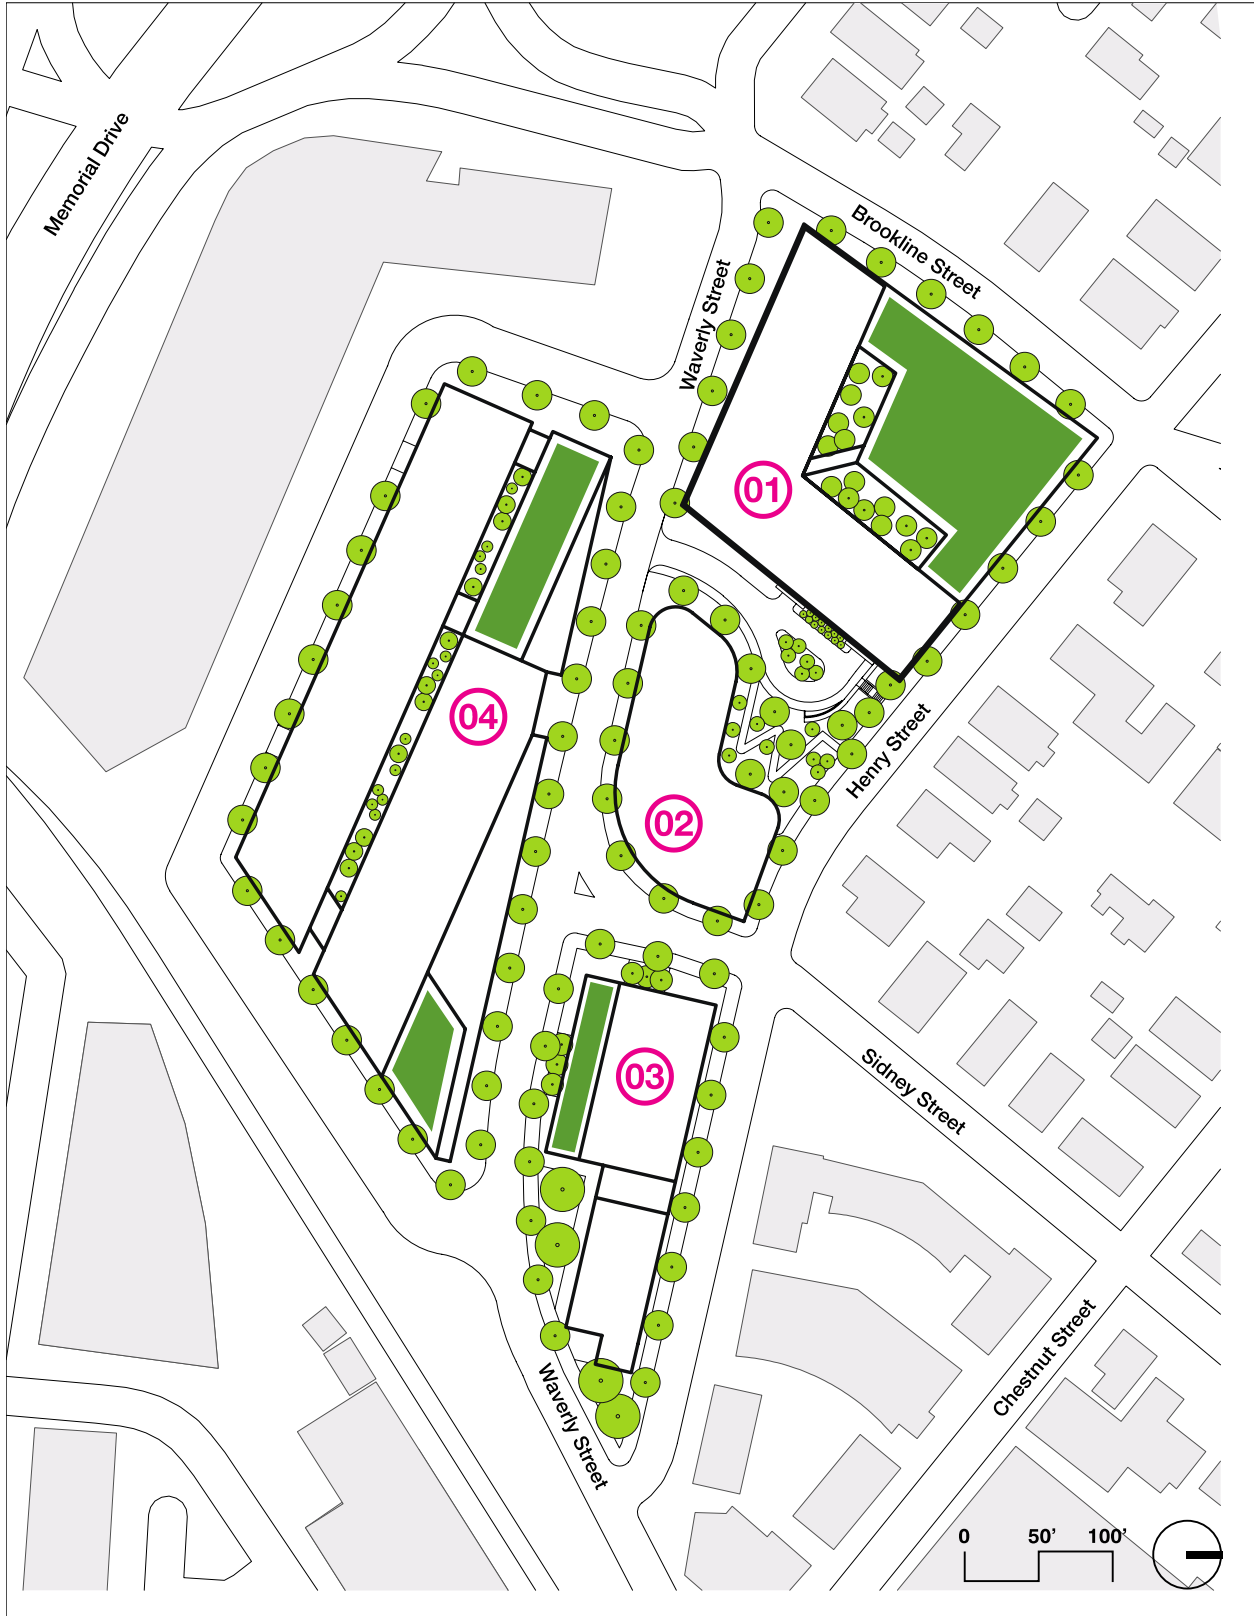 Memorial Drive
Brookline Street
Waverly Street
01
04
Henry Street
02
03
Sidney Street
Chestnut Street
Waverly Street
0 50' 100'